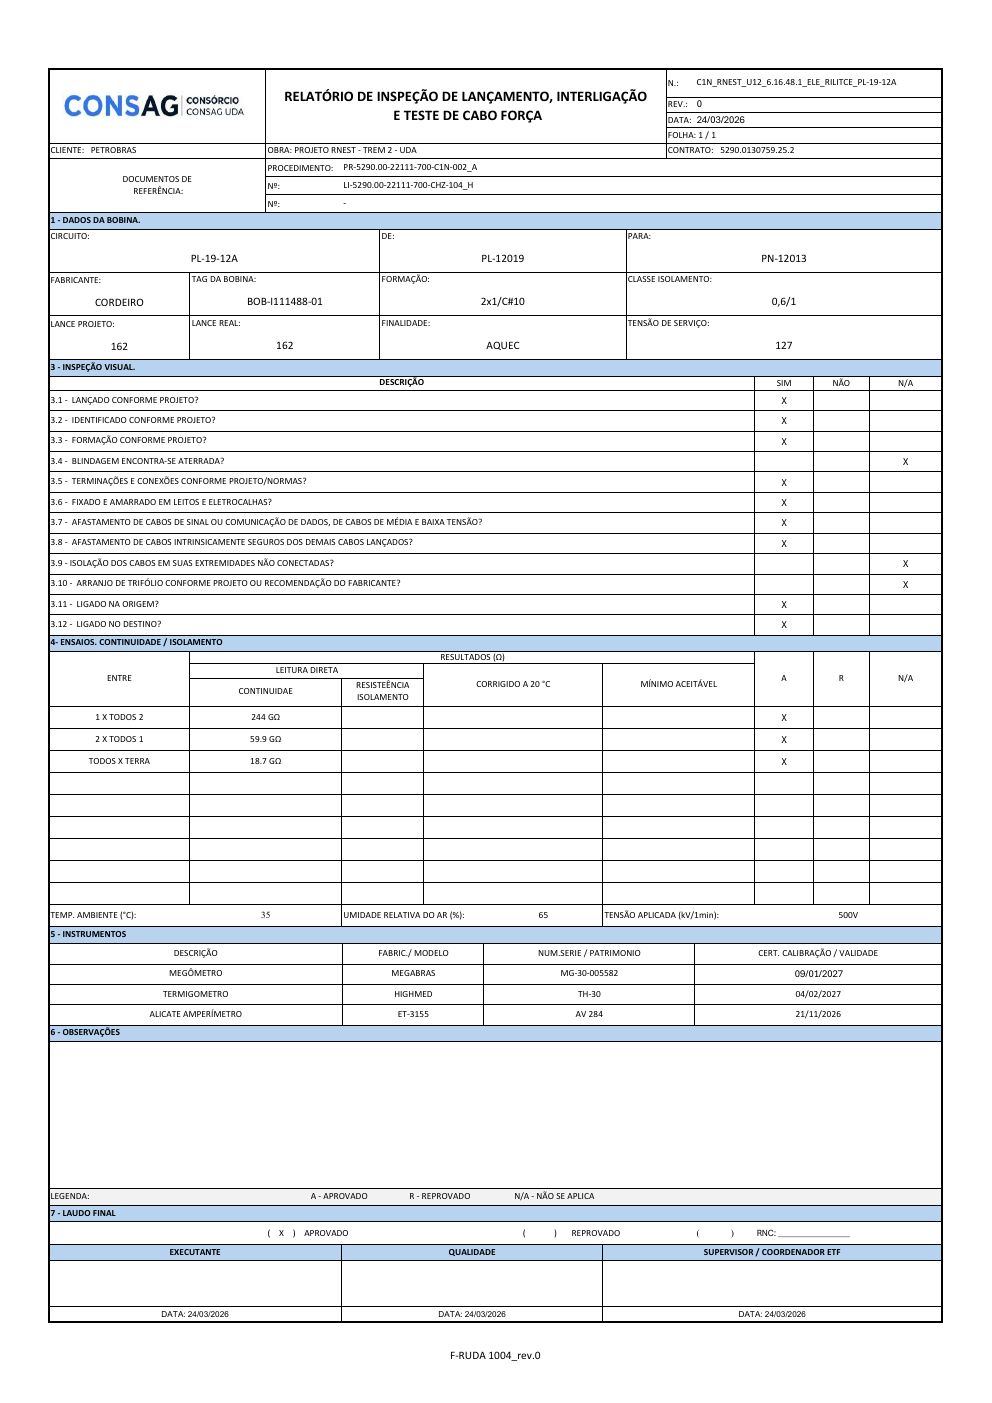 CONSAG CONSÓRCIO CONSAG UDA
RELATÓRIO DE INSPEÇÃO DE LANÇAMENTO, INTERLIGAÇÃO
E TESTE DE CABO FORÇA
N.: C1N_RNEST_U12_6.16.48.1_ELE_RILITCE_PL-19-12A
REV.: 0
DATA: 24/03/2026
FOLHA: 1 / 1
CLIENTE: PETROBRAS OBRA: PROJETO RNEST - TREM 2 - UDA CONTRATO: 5290.0130759.25.2
DOCUMENTOS DE
REFERÊNCIA:
PROCEDIMENTO: PR-5290.00-22111-700-C1N-002_A
Nº: LI-5290.00-22111-700-CHZ-104_H
Nº: -
1 - DADOS DA BOBINA.
CIRCUITO: DE: PARA:
PL-19-12A PL-12019 PN-12013
FABRICANTE: TAG DA BOBINA: FORMAÇÃO: CLASSE ISOLAMENTO:
CORDEIRO BOB-I111488-01 2x1/C#10 0,6/1
LANCE PROJETO: LANCE REAL: FINALIDADE: TENSÃO DE SERVIÇO:
162 162 AQUEC 127
3 - INSPEÇÃO VISUAL.
DESCRIÇÃO SIM NÃO N/A
3.1 - LANÇADO CONFORME PROJETO? X
3.2 - IDENTIFICADO CONFORME PROJETO? X
3.3 - FORMAÇÃO CONFORME PROJETO? X
3.4 - BLINDAGEM ENCONTRA-SE ATERRADA? X
3.5 - TERMINAÇÕES E CONEXÕES CONFORME PROJETO/NORMAS? X
3.6 - FIXADO E AMARRADO EM LEITOS E ELETROCALHAS? X
3.7 - AFASTAMENTO DE CABOS DE SINAL OU COMUNICAÇÃO DE DADOS, DE CABOS DE MÉDIA E BAIXA TENSÃO? X
3.8 - AFASTAMENTO DE CABOS INTRINSICAMENTE SEGUROS DOS DEMAIS CABOS LANÇADOS? X
3.9 - ISOLAÇÃO DOS CABOS EM SUAS EXTREMIDADES NÃO CONECTADAS? X
3.10 - ARRANJO DE TRIFÓLIO CONFORME PROJETO OU RECOMENDAÇÃO DO FABRICANTE? X
3.11 - LIGADO NA ORIGEM? X
3.12 - LIGADO NO DESTINO? X
4- ENSAIOS. CONTINUIDADE / ISOLAMENTO
RESULTADOS (Ω)
ENTRE LEITURA DIRETA CORRIGIDO A 20 °C MÍNIMO ACEITÁVEL A R N/A
CONTINUIDAE RESISTEÊNCIA
ISOLAMENTO
1 X TODOS 2 244 GΩ X
2 X TODOS 1 59.9 GΩ X
TODOS X TERRA 18.7 GΩ X
TEMP. AMBIENTE (°C): 35 UMIDADE RELATIVA DO AR (%): 65 TENSÃO APLICADA (kV/1min): 500V
5 - INSTRUMENTOS
DESCRIÇÃO FABRIC./ MODELO NUM.SERIE / PATRIMONIO CERT. CALIBRAÇÃO / VALIDADE
MEGÔMETRO MEGABRAS MG-30-005582 09/01/2027
TERMIGOMETRO HIGHMED TH-30 04/02/2027
ALICATE AMPERÍMETRO ET-3155 AV 284 21/11/2026
6 - OBSERVAÇÕES
LEGENDA: A - APROVADO R - REPROVADO N/A - NÃO SE APLICA
7 - LAUDO FINAL
( X ) APROVADO ( ) REPROVADO ( ) RNC: ________________
EXECUTANTE QUALIDADE SUPERVISOR / COORDENADOR ETF
DATA: 24/03/2026 DATA: 24/03/2026 DATA: 24/03/2026
F-RUDA 1004_rev.0